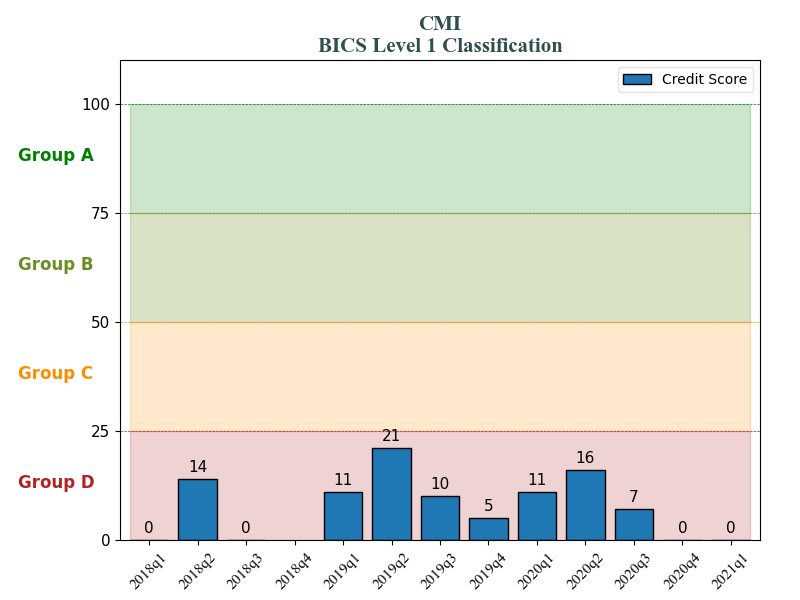 CMI
BICS Level 1 Classification
Credit Score
100
Group A
75
Group B
50
Group C
25
21
16
14
11
11
10
7
5
0
0
0
0
Group D
0
2018q1 2018q2 2018q3 2018q4 2019q1 2019q2 2019q3 2019q4 2020q1 2020q2 2020q3 2020q4 2021q1